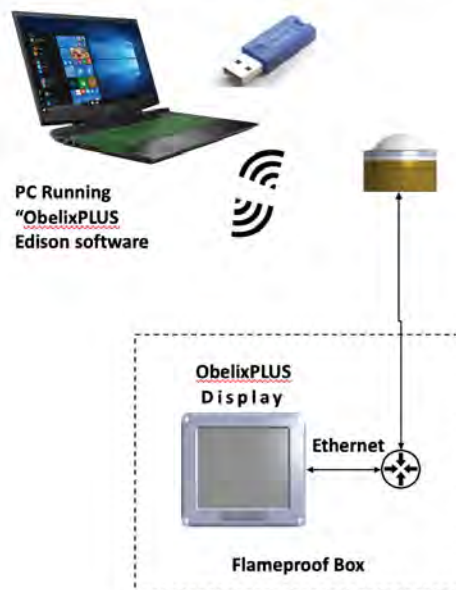 PC Running
“ObelixPLUS
Edison software
ObelixPLUS
Display
Ethernet
Flameproof Box